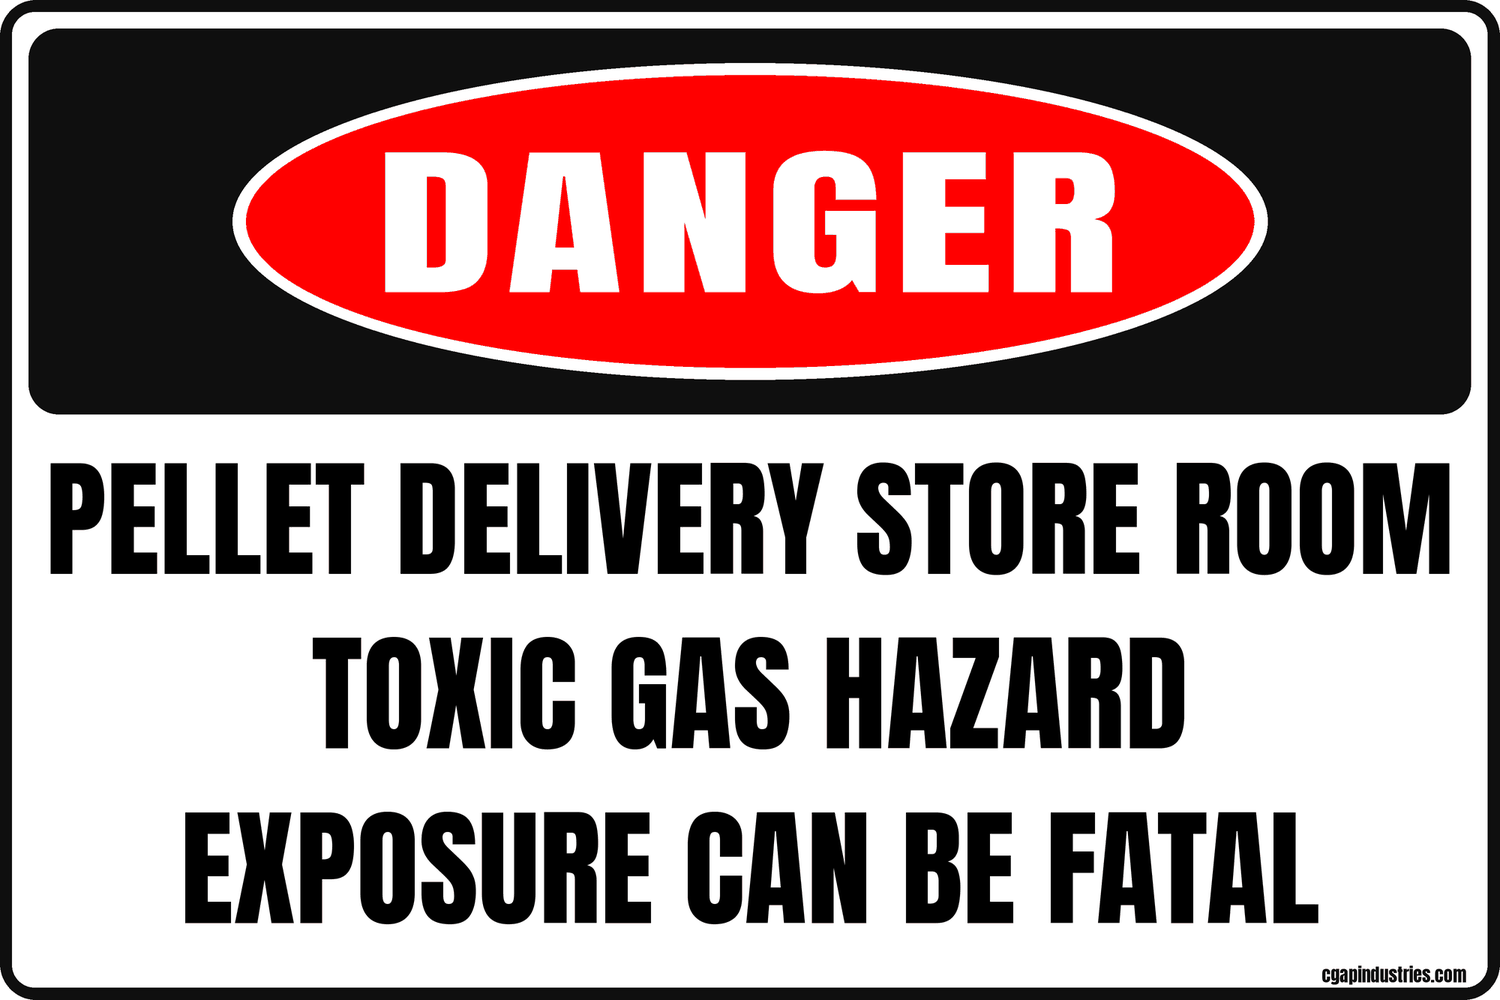 DANGER
PELLET DELIVERY STORE ROOM
TOXIC GAS HAZARD
EXPOSURE CAN BE FATAL
cgapindustries.com